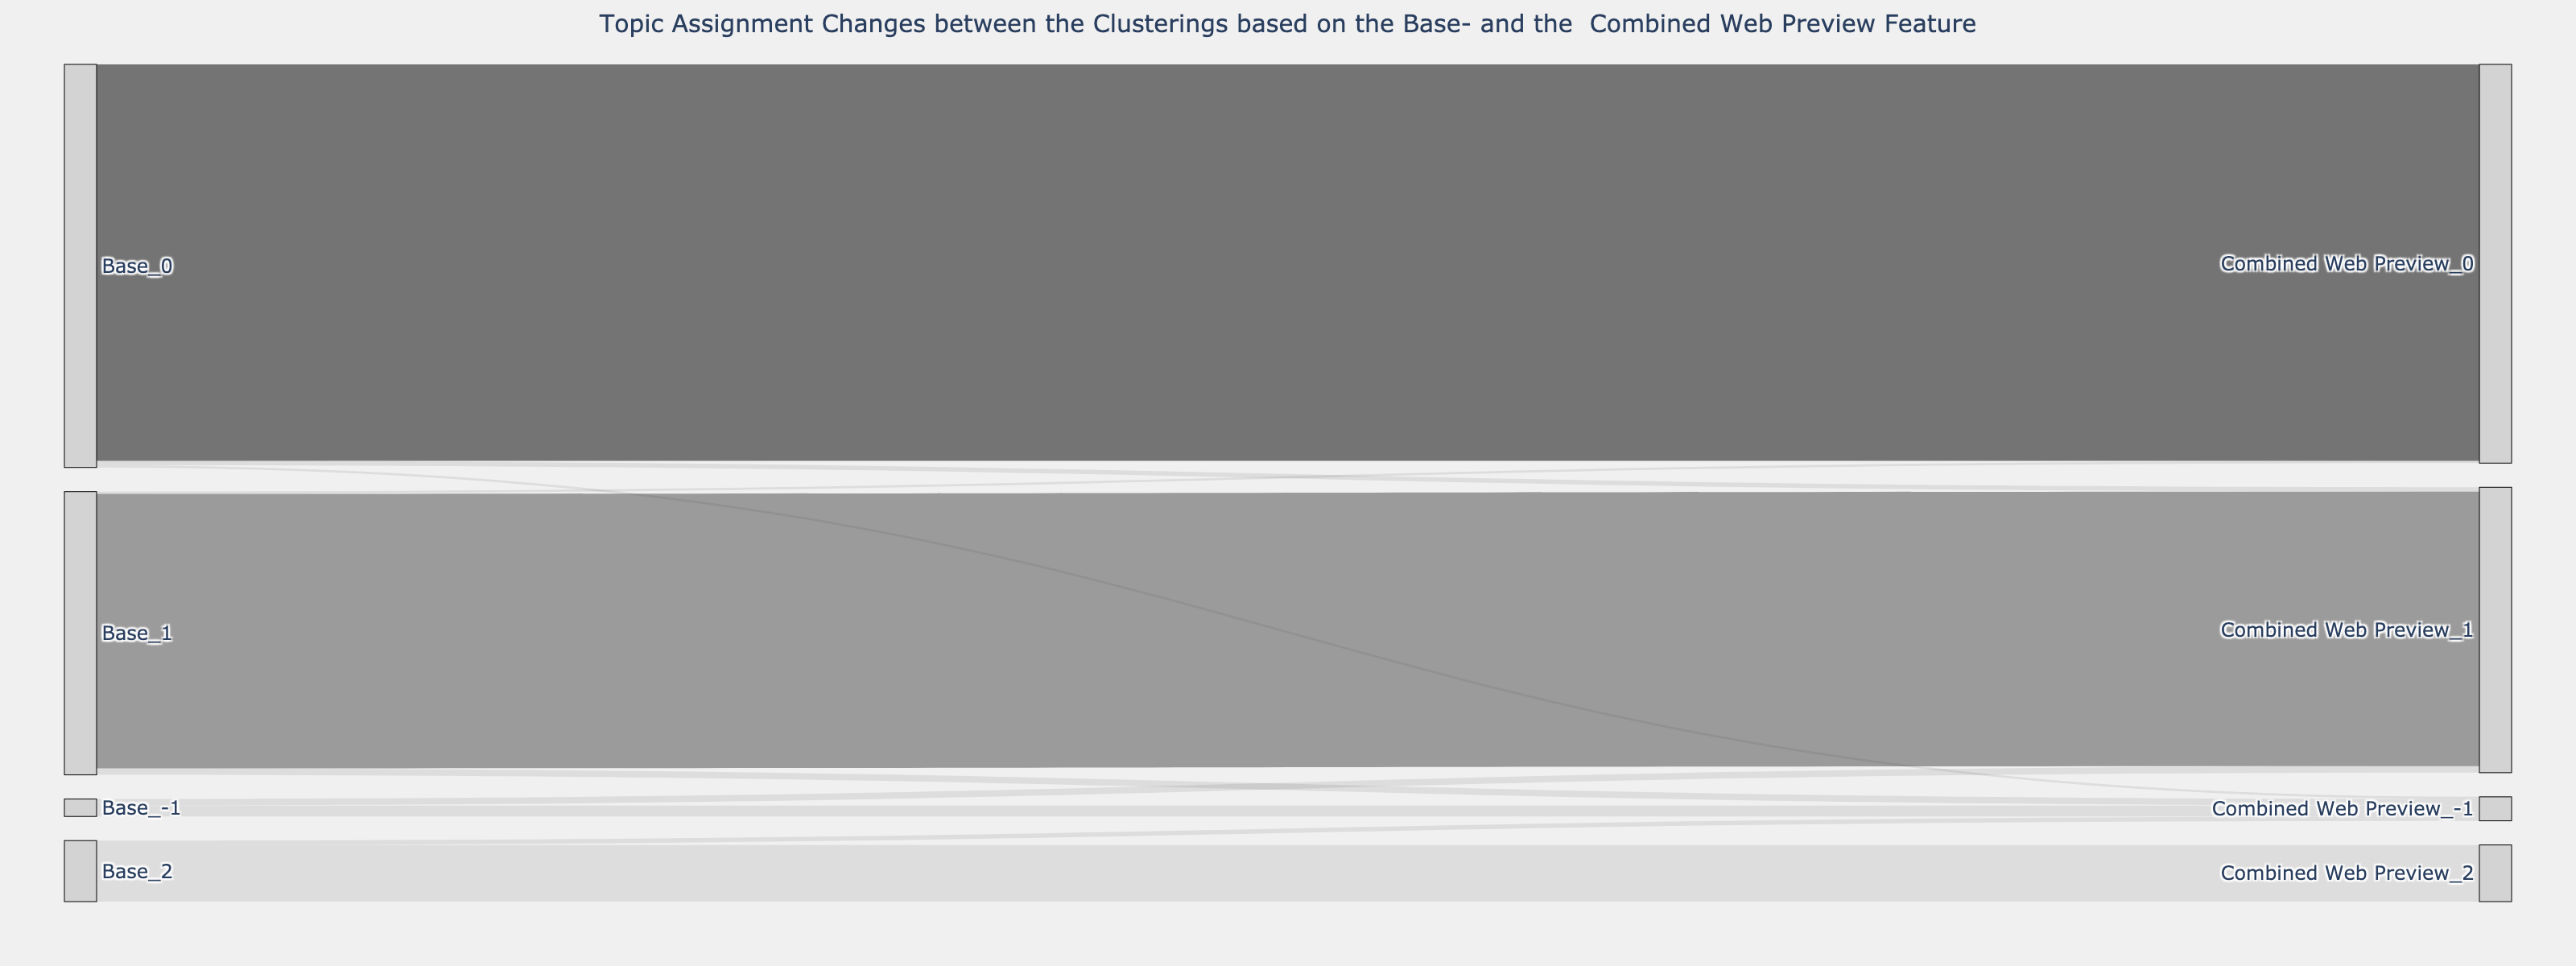 Topic Assignment Changes between the Clusterings based on the Base- and the  Combined Web Preview Feature
Base_0
Combined Web Preview_0
Base_1
Combined Web Preview_1
Base_-1
Combined Web Preview_-1
Base_2
Combined Web Preview_2